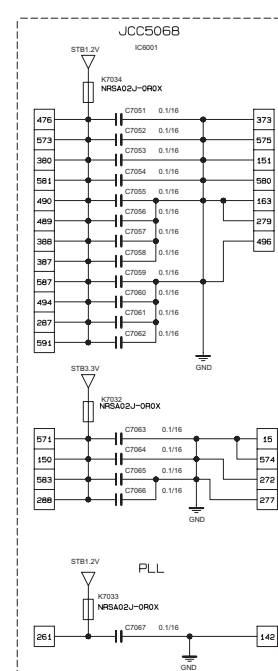 JCC5068
IC6001
STB1.2V
K7034
NRSA02J-0R0X
476 C7051 0.1/16 373
573 C7052 0.1/16 575
380 C7053 0.1/16 151
581 C7054 0.1/16 580
490 C7055 0.1/16 163
489 C7056 0.1/16 279
388 C7057 0.1/16 496
387 C7058 0.1/16
587 C7059 0.1/16
494 C7060 0.1/16
287 C7061 0.1/16
591 C7062 0.1/16
GND
STB3.3V
K7032
NRSA02J-0R0X
571 C7063 0.1/16 15
150 C7064 0.1/16 574
583 C7065 0.1/16 272
288 C7066 0.1/16 277
GND
STB1.2V
PLL
K7033
NRSA02J-0R0X
261 C7067 0.1/16 142
GND